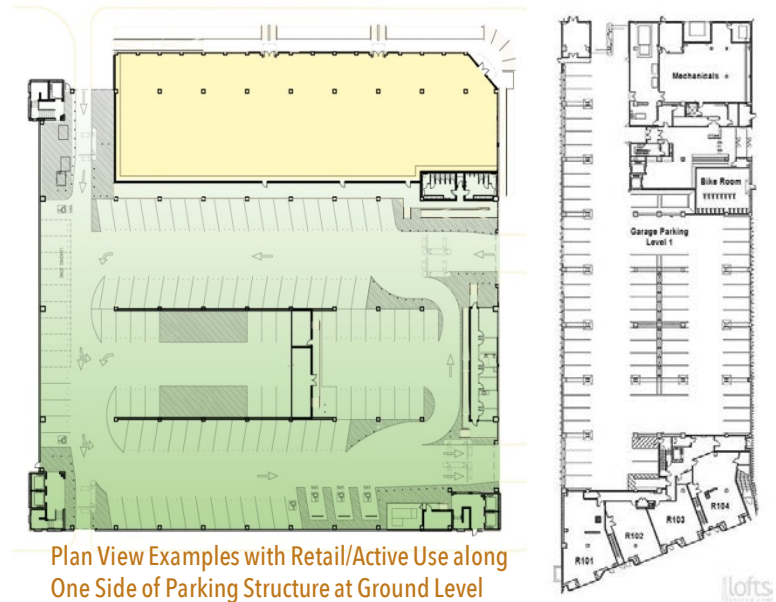 Mechanicals
Bike Room
Garage Parking
Level 1
R101
R102
R103
R104
Plan View Examples with Retail/Active Use along
One Side of Parking Structure at Ground Level
lofts